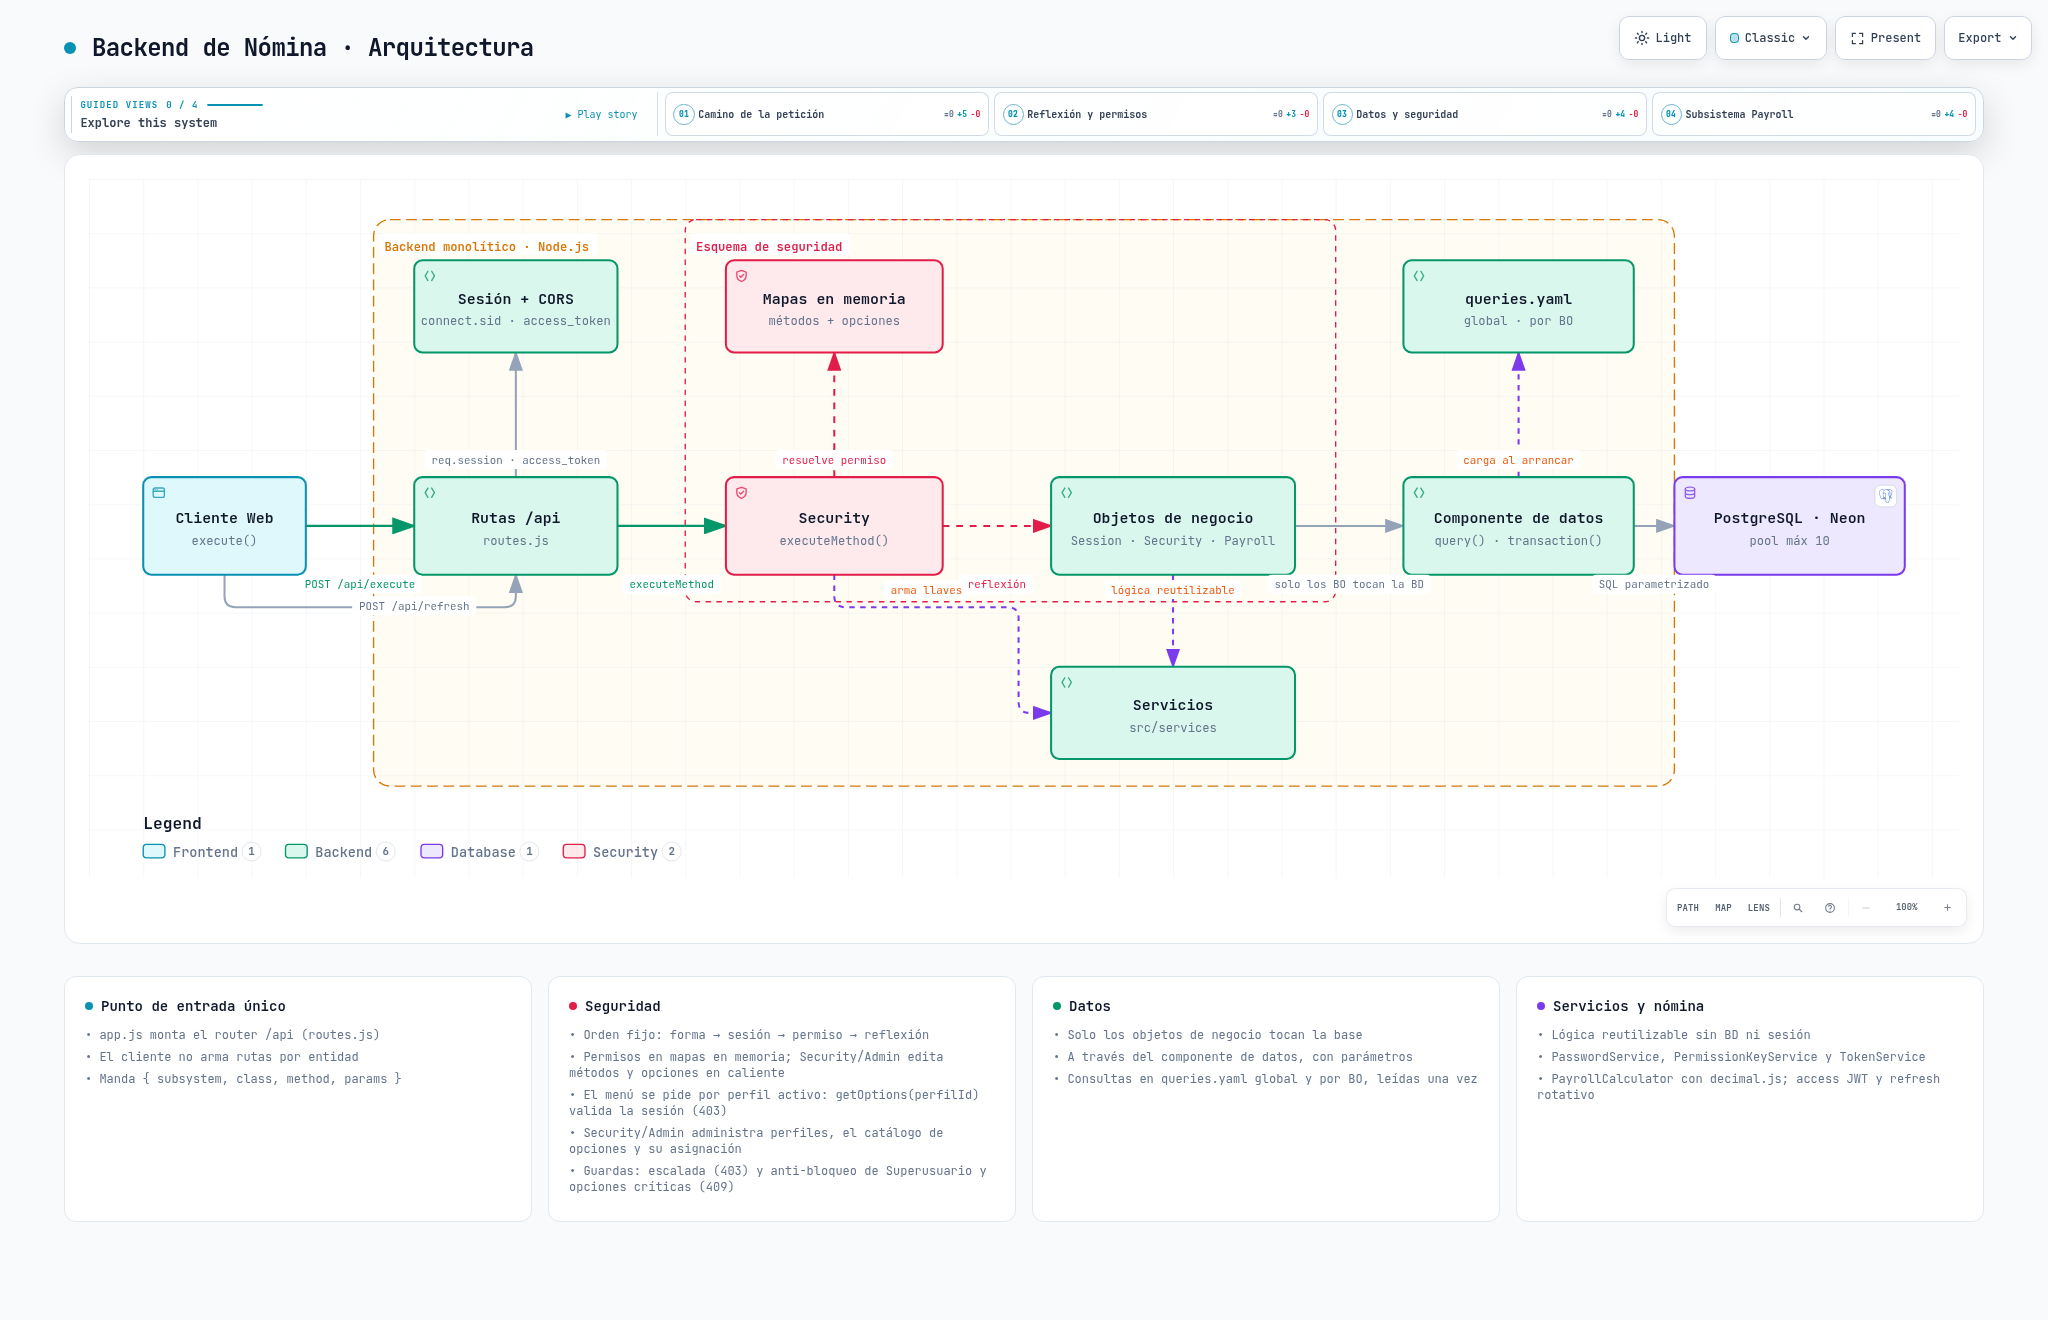 Backend de Nómina · Arquitectura
Light
Classic
Present
Export
GUIDED VIEWS 0 / 4
Explore this system
▶ Play story
01 Camino de la petición =0 +5 -0
02 Reflexión y permisos =0 +3 -0
03 Datos y seguridad =0 +4 -0
04 Subsistema Payroll =0 +4 -0
Backend monolítico · Node.js
Esquema de seguridad
Sesión + CORS
connect.sid · access_token
Mapas en memoria
métodos + opciones
queries.yaml
global · por BO
req.session · access_token
resuelve permiso
carga al arrancar
Cliente Web
execute()
Rutas /api
routes.js
Security
executeMethod()
Objetos de negocio
Session · Security · Payroll
Componente de datos
query() · transaction()
PostgreSQL · Neon
pool máx 10
POST /api/execute
executeMethod
arma llaves
reflexión
lógica reutilizable
solo los BO tocan la BD
SQL parametrizado
POST /api/refresh
Servicios
src/services
Legend
Frontend 1
Backend 6
Database 1
Security 2
PATH
MAP
LENS
100%
Punto de entrada único
• app.js monta el router /api (routes.js)
• El cliente no arma rutas por entidad
• Manda { subsystem, class, method, params }
Seguridad
• Orden fijo: forma → sesión → permiso → reflexión
• Permisos en mapas en memoria; Security/Admin edita
métodos y opciones en caliente
• El menú se pide por perfil activo: getOptions(perfilId)
valida la sesión (403)
• Security/Admin administra perfiles, el catálogo de
opciones y su asignación
• Guardas: escalada (403) y anti-bloqueo de Superusuario y
opciones críticas (409)
Datos
• Solo los objetos de negocio tocan la base
• A través del componente de datos, con parámetros
• Consultas en queries.yaml global y por BO, leídas una vez
Servicios y nómina
• Lógica reutilizable sin BD ni sesión
• PasswordService, PermissionKeyService y TokenService
• PayrollCalculator con decimal.js; access JWT y refresh
rotativo